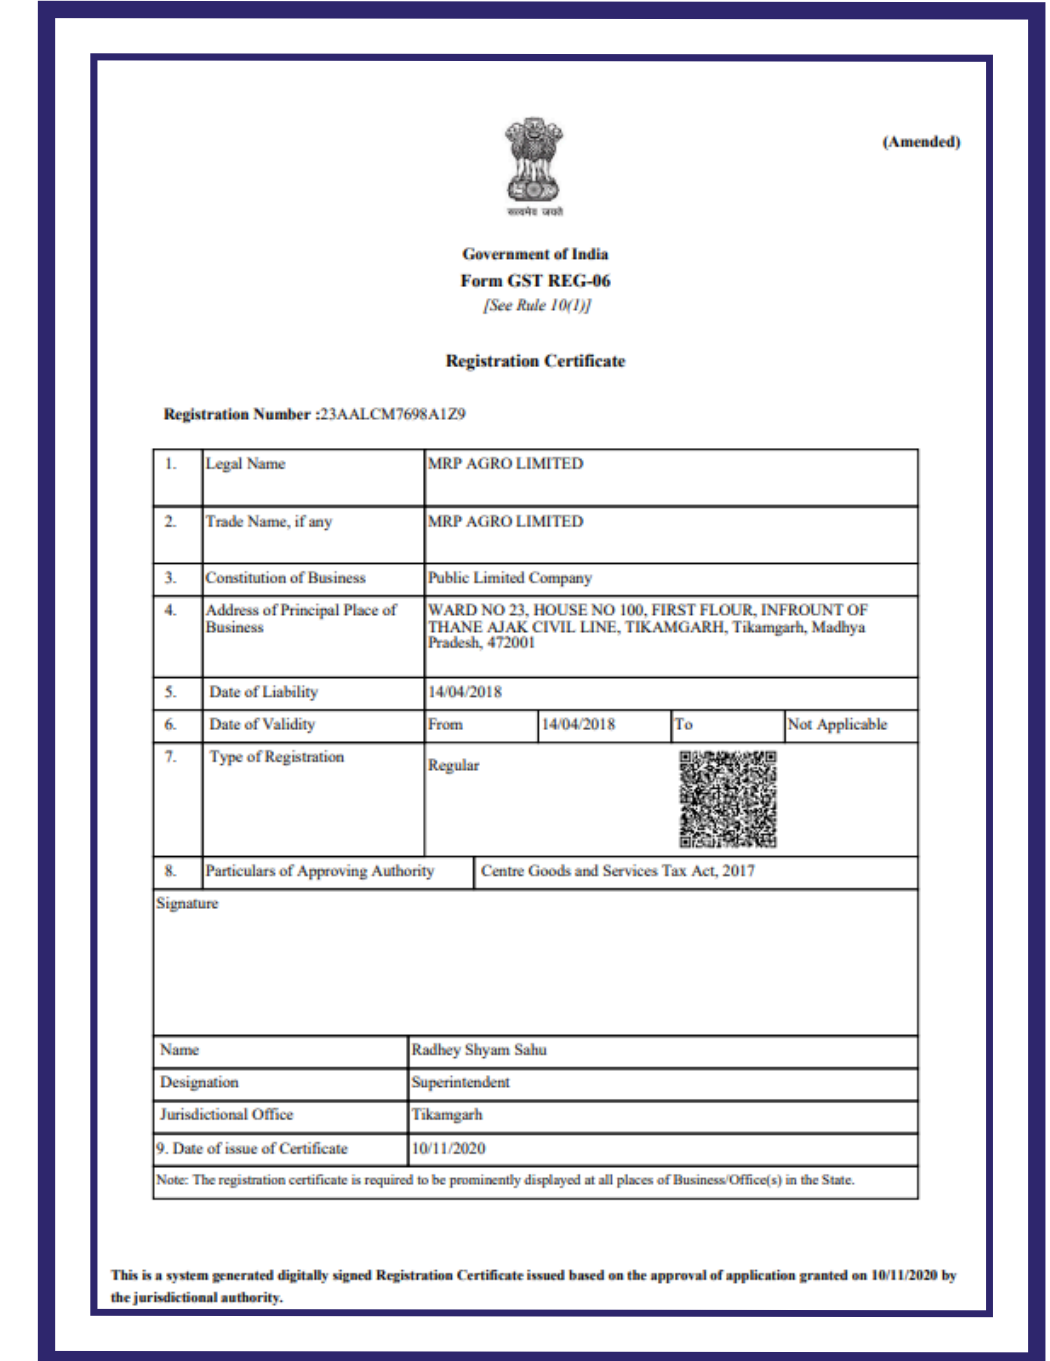 (Amended)
सत्यमेव जयते
Government of India
Form GST REG-06
[See Rule 10(1)]
Registration Certificate
Registration Number :23AALCM7698A1Z9
1. Legal Name MRP AGRO LIMITED
2. Trade Name, if any MRP AGRO LIMITED
3. Constitution of Business Public Limited Company
4. Address of Principal Place of WARD NO 23, HOUSE NO 100, FIRST FLOUR, INFROUNT OF
Business THANE AJAK CIVIL LINE, TIKAMGARH, Tikamgarh, Madhya
Pradesh, 472001
5. Date of Liability 14/04/2018
6. Date of Validity From 14/04/2018 To Not Applicable
7. Type of Registration Regular
8. Particulars of Approving Authority Centre Goods and Services Tax Act, 2017
Signature
Name Radhey Shyam Sahu
Designation Superintendent
Jurisdictional Office Tikamgarh
9. Date of issue of Certificate 10/11/2020
Note: The registration certificate is required to be prominently displayed at all places of Business/Office(s) in the State.
This is a system generated digitally signed Registration Certificate issued based on the approval of application granted on 10/11/2020 by
the jurisdictional authority.